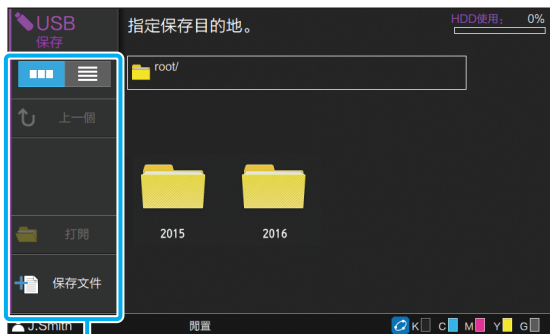 USB
保存
指定保存目的地。
HDD使用： 0%
root/
上一個
打開
2015
2016
保存文件
J.Smith
閒置
K C M Y G